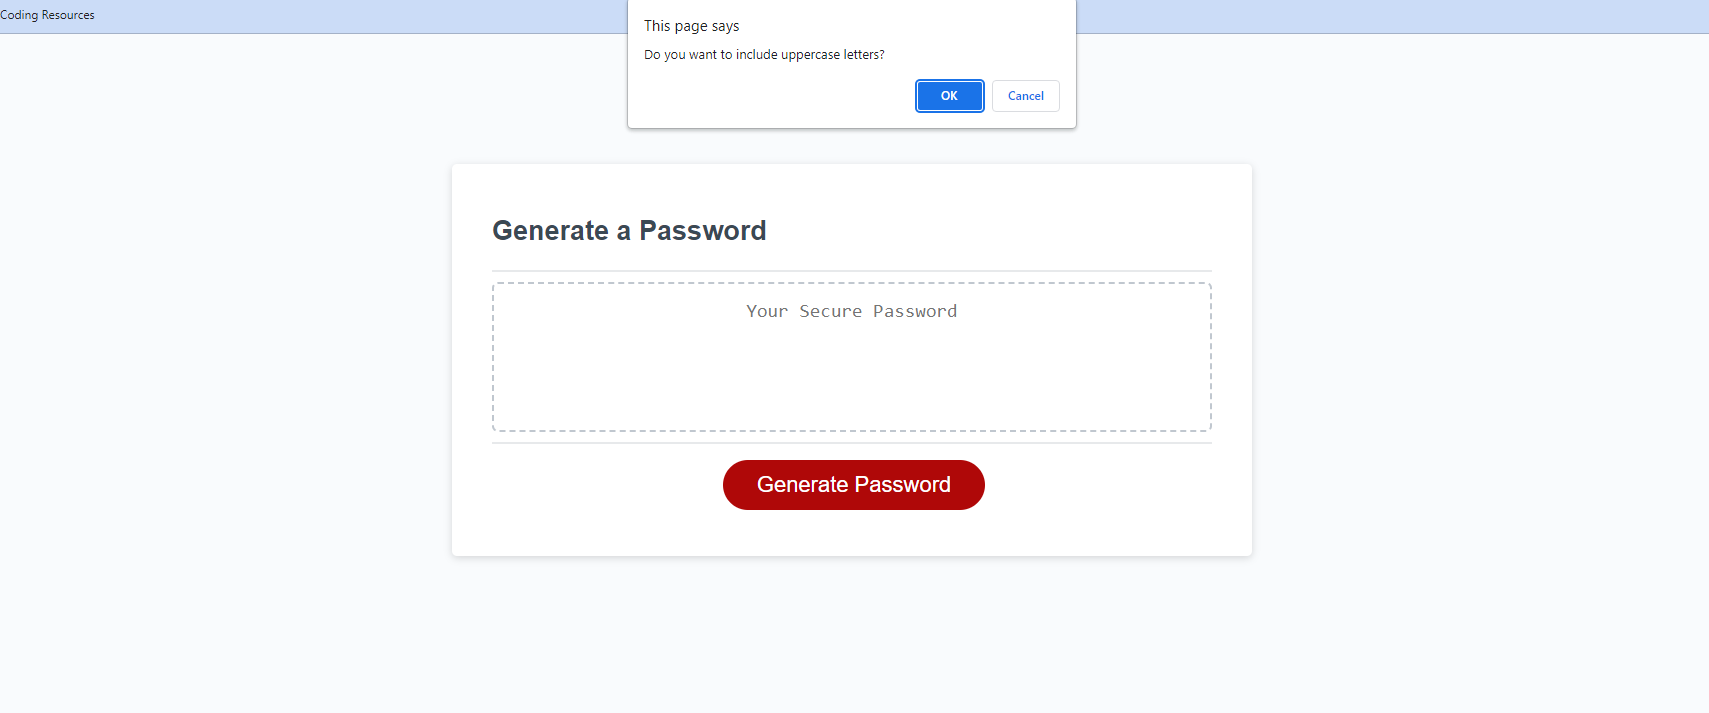 Coding Resources
This page says
Do you want to include uppercase letters?
OK
Cancel
Generate a Password
Your Secure Password
Generate Password